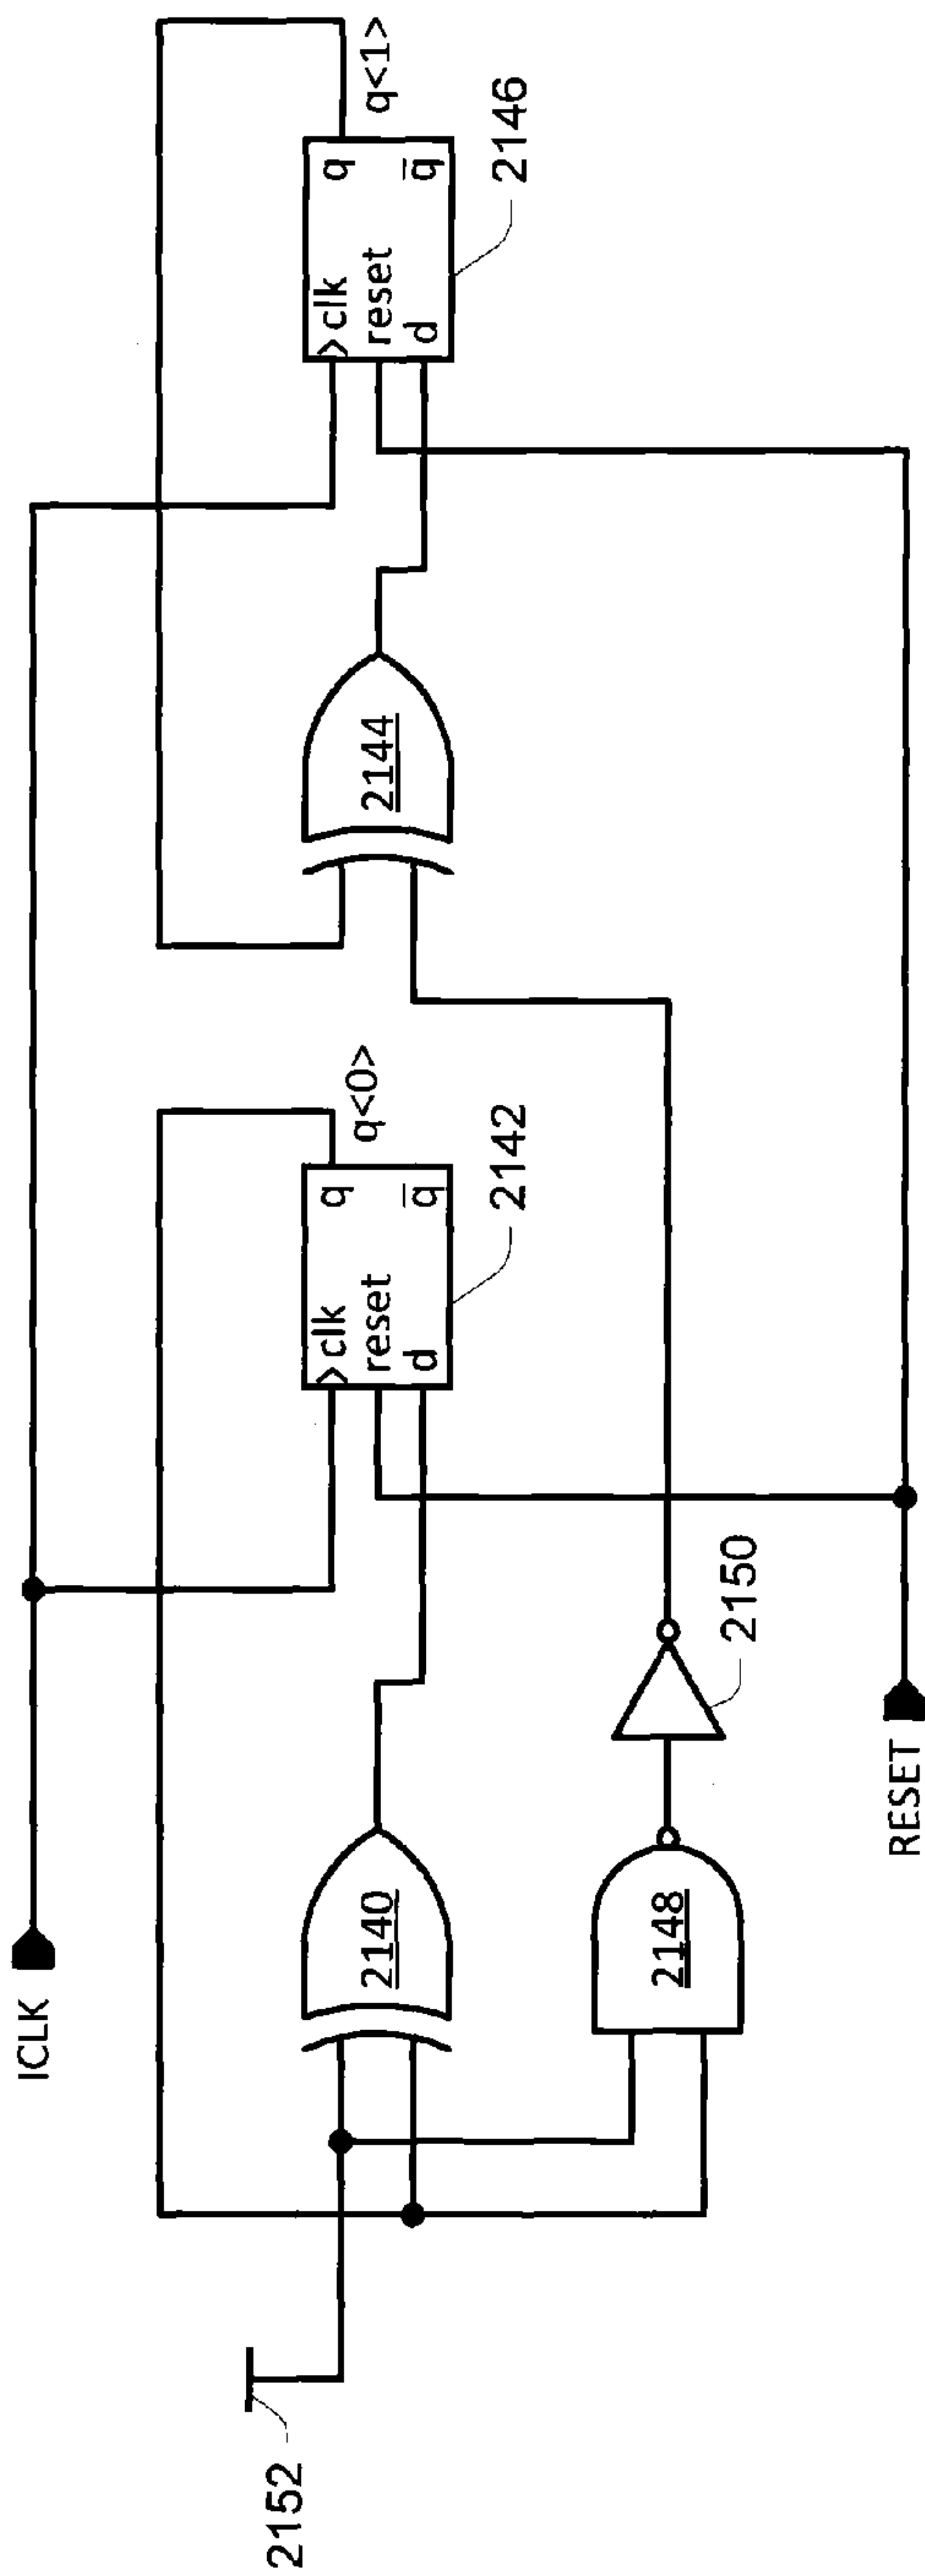 ICLK
q<0>
q<1>
clk
reset
d
q
q̅
2142
clk
reset
d
q
q̅
2146
2140
2144
2148
2150
2152
RESET